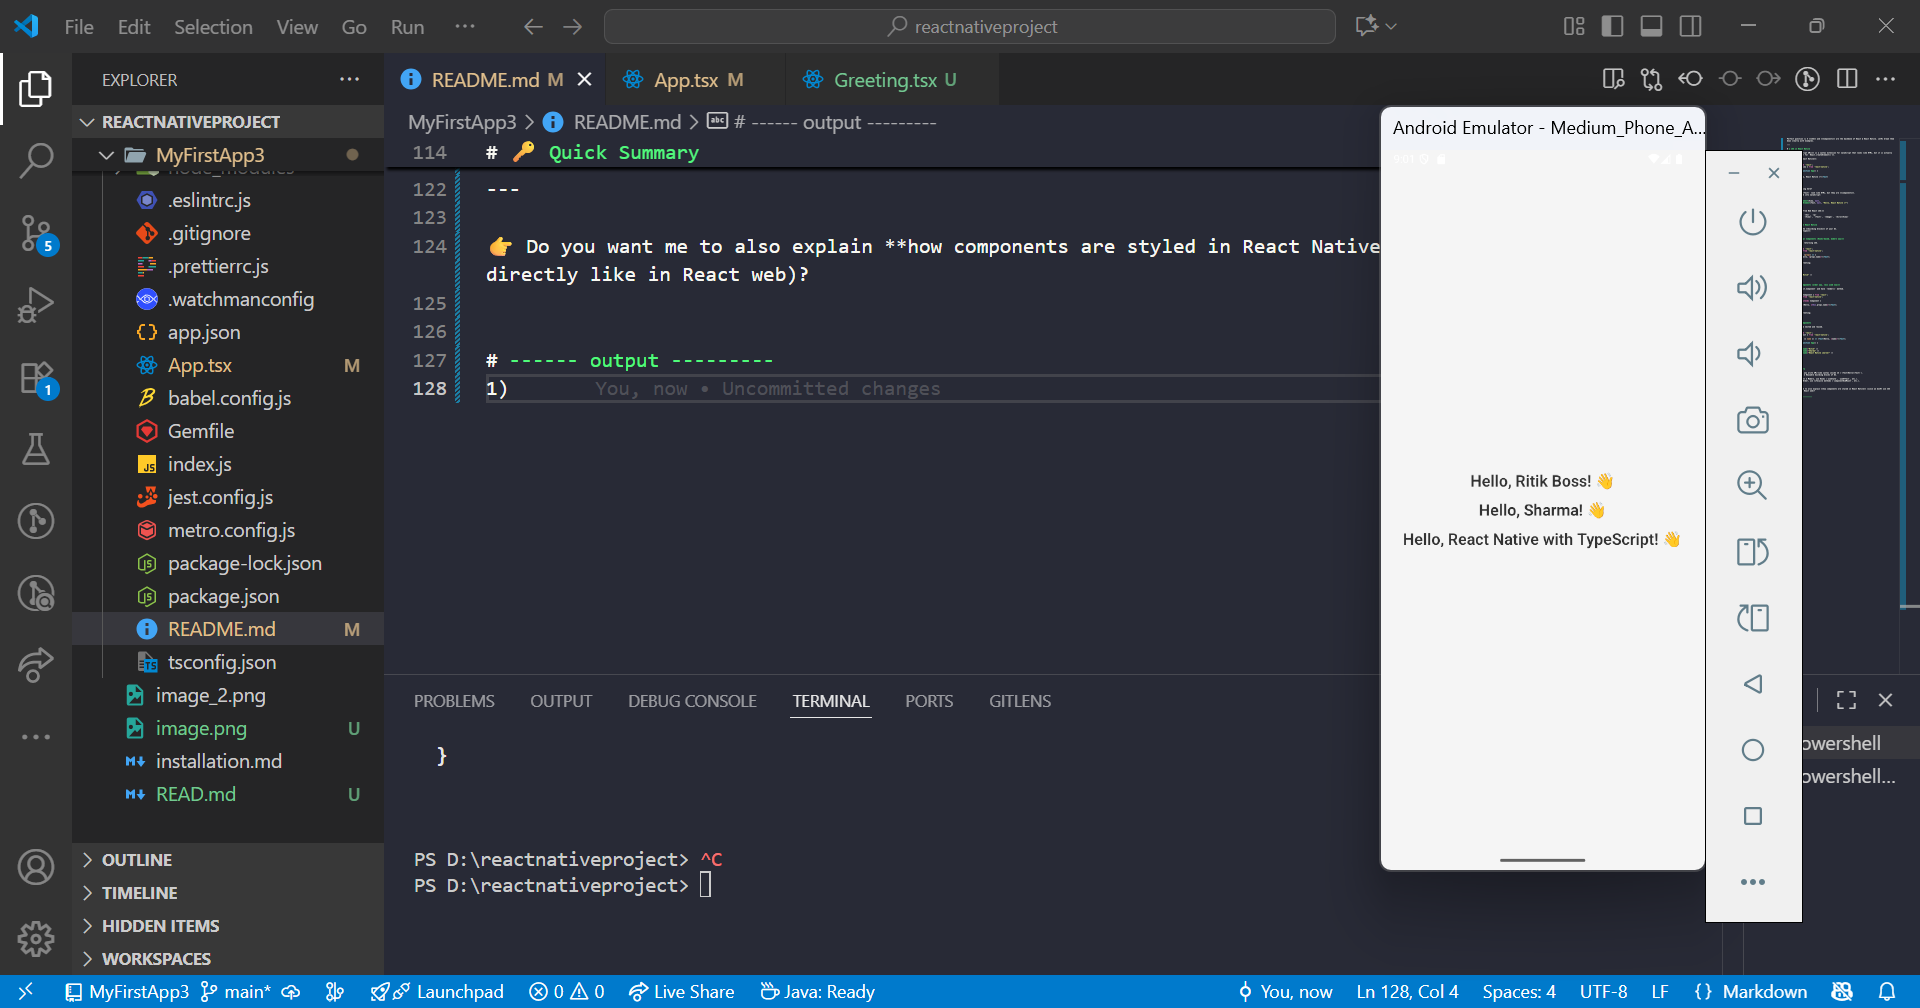 File Edit Selection View Go Run ··· reactnativeproject
EXPLORER
README.md M
App.tsx M
Greeting.tsx U
REACTNATIVEPROJECT
MyFirstApp3
node_modules
.eslintrc.js
.gitignore
.prettierrc.js
.watchmanconfig
app.json
App.tsx M
babel.config.js
Gemfile
index.js
jest.config.js
metro.config.js
package-lock.json
package.json
README.md M
tsconfig.json
image_2.png
image.png U
installation.md
READ.md U
OUTLINE
TIMELINE
HIDDEN ITEMS
WORKSPACES
5
1
MyFirstApp3 > README.md > # ------ output ---------
114 # 🔑 Quick Summary
122 ---
123
124 👉 Do you want me to also explain **how components are styled in React Native
directly like in React web)?
125
126
127 # ------ output ---------
128 1) You, now • Uncommitted changes
PROBLEMS OUTPUT DEBUG CONSOLE TERMINAL PORTS GITLENS
}
PS D:\reactnativeproject> ^C
PS D:\reactnativeproject>
owershell
owershell...
Android Emulator - Medium_Phone_A...
9:01
Hello, Ritik Boss! 👋
Hello, Sharma! 👋
Hello, React Native with TypeScript! 👋
MyFirstApp3 main* Launchpad 0 0 Live Share Java: Ready You, now Ln 128, Col 4 Spaces: 4 UTF-8 LF {} Markdown